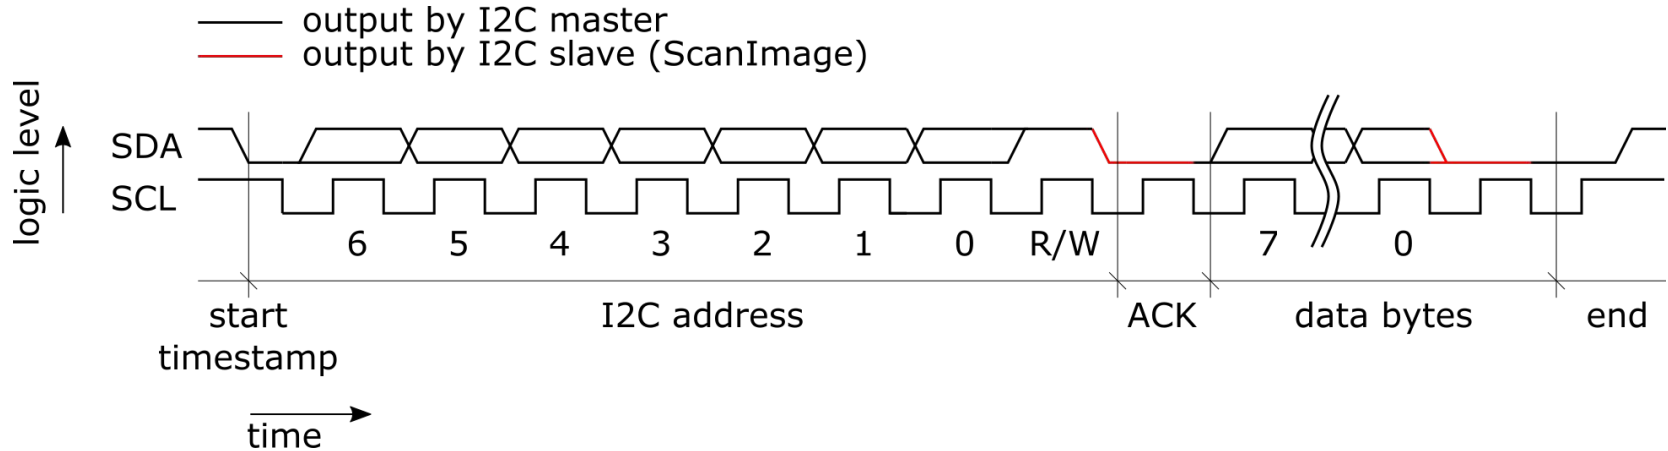 output by I2C master
output by I2C slave (ScanImage)
logic level
SDA
SCL
6 5 4 3 2 1 0 R/W 7 0
start I2C address ACK data bytes end
timestamp
time